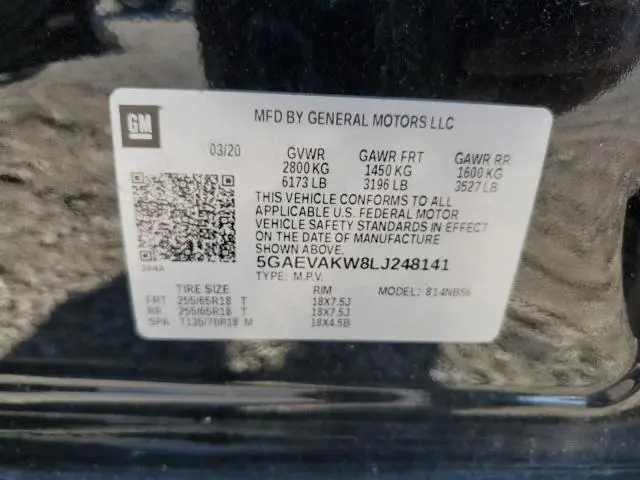 GM
MFD BY GENERAL MOTORS LLC
03/20 GVWR GAWR FRT GAWR RR
2800 KG 1450 KG 1600 KG
6173 LB 3196 LB 3527 LB
THIS VEHICLE CONFORMS TO ALL
APPLICABLE U.S. FEDERAL MOTOR
VEHICLE SAFETY STANDARDS IN EFFECT
ON THE DATE OF MANUFACTURE
SHOWN ABOVE.
5GAEVAKW8LJ248141
TYPE: M.P.V. MODEL: 814NB56
TIRE SIZE RIM
FRT 255/65R18 T 18X7.5J
RR 255/65R18 T 18X7.5J
SPA T135/70R18 M 18X4.5B